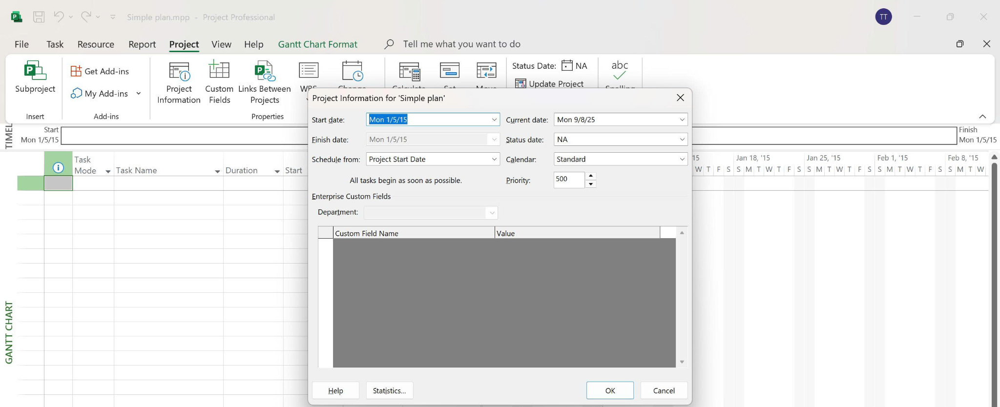 Simple plan.mpp - Project Professional
TT
File Task Resource Report Project View Help Gantt Chart Format Tell me what you want to do
Subproject
Insert
Get Add-ins
My Add-ins
Add-ins
Project Information
Custom Fields
Links Between Projects
Properties
Status Date: NA
Update Project
abc
Project Information for 'Simple plan'
Start date: Mon 1/5/15 Current date: Mon 9/8/25
Finish date: Mon 1/5/15 Status date: NA
Schedule from: Project Start Date Calendar: Standard
All tasks begin as soon as possible. Priority: 500
Enterprise Custom Fields
Department:
Custom Field Name Value
Help Statistics... OK Cancel
Start
Mon 1/5/15
Finish
Mon 1/5/15
Task Mode Task Name Duration Start
15 Jan 18, '15 Jan 25, '15 Feb 1, '15 Feb 8, '15
W T F S S M T W T F S S M T W T F S S M T W T F S S M T W
GANTT CHART